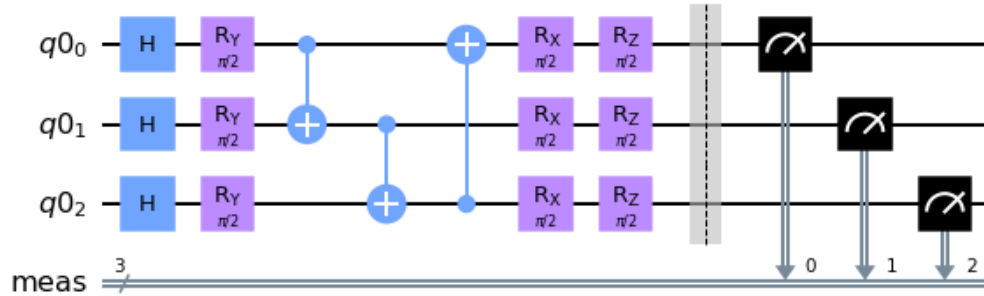 q0₀ H R_Y π/2 R_X π/2 R_Z π/2
q0₁ H R_Y π/2 R_X π/2 R_Z π/2
q0₂ H R_Y π/2 R_X π/2 R_Z π/2
meas 3 0 1 2